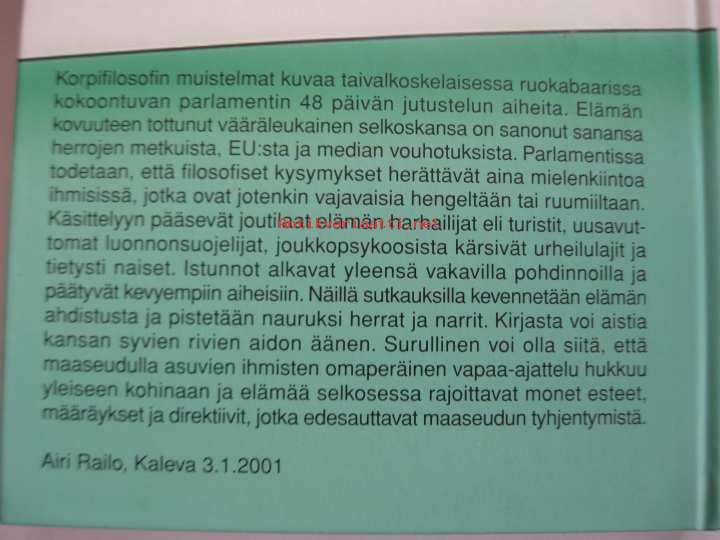 Korpifilosofin muistelmat kuvaa taivalkoskelaisessa ruokabaarissa
kokoontuvan parlamentin 48 päivän jutustelun aiheita. Elämän
kovuuteen tottunut vääräleukainen selkoskansa on sanonut sanansa
herrojen metkuista, EU:sta ja median vouhotuksista. Parlamentissa
todetaan, että filosofiset kysymykset herättävät aina mielenkiintoa
ihmisissä, jotka ovat jotenkin vajavaisia hengeltään tai ruumiiltaan.
Käsittelyyn pääsevät joutilaat elämän harhailijat eli turistit, uusavut-
tomat luonnonsuojelijat, joukkopsykoosista kärsivät urheilulajit ja
tietysti naiset. Istunnot alkavat yleensä vakavilla pohdinnoilla ja
päätyvät kevyempiin aiheisiin. Näillä sutkauksilla kevennetään elämän
ahdistusta ja pistetään nauruksi herrat ja narrit. Kirjasta voi aistia
kansan syvien rivien aidon äänen. Surullinen voi olla siitä, että
maaseudulla asuvien ihmisten omaperäinen vapaa-ajattelu hukkuu
yleiseen kohinaan ja elämää selkosessa rajoittavat monet esteet,
määräykset ja direktiivit, jotka edesauttavat maaseudun tyhjentymistä.
Airi Railo, Kaleva 3.1.2001